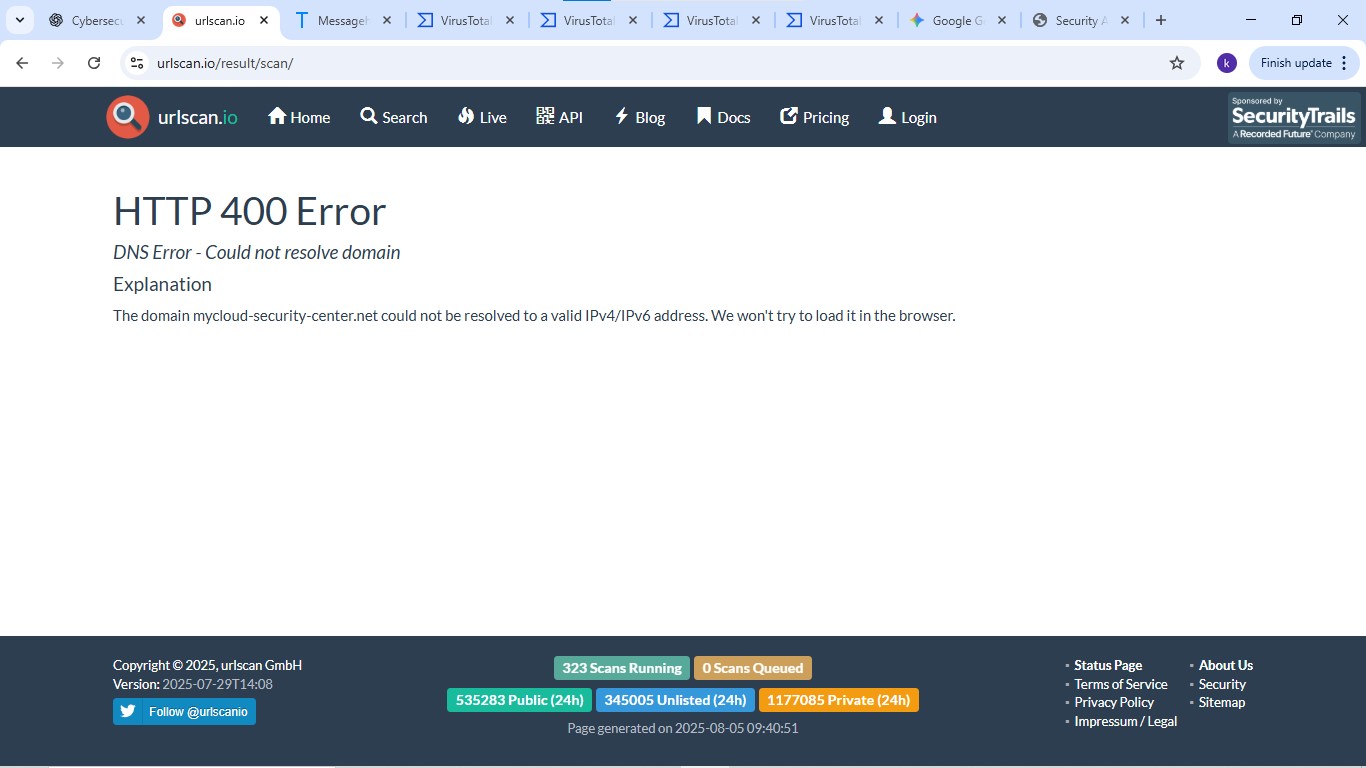 Cybersecu
urlscan.io
MessageH
VirusTotal
VirusTotal
VirusTotal
VirusTotal
Google G
Security A
urlscan.io/result/scan/
k
Finish update
urlscan.io
Home
Search
Live
API
Blog
Docs
Pricing
Login
Sponsored by
SecurityTrails
A Recorded Future® Company
HTTP 400 Error
DNS Error - Could not resolve domain
Explanation
The domain mycloud-security-center.net could not be resolved to a valid IPv4/IPv6 address. We won't try to load it in the browser.
Copyright © 2025, urlscan GmbH
Version: 2025-07-29T14:08
Follow @urlscanio
323 Scans Running
0 Scans Queued
535283 Public (24h)
345005 Unlisted (24h)
1177085 Private (24h)
Page generated on 2025-08-05 09:40:51
Status Page
Terms of Service
Privacy Policy
Impressum / Legal
About Us
Security
Sitemap